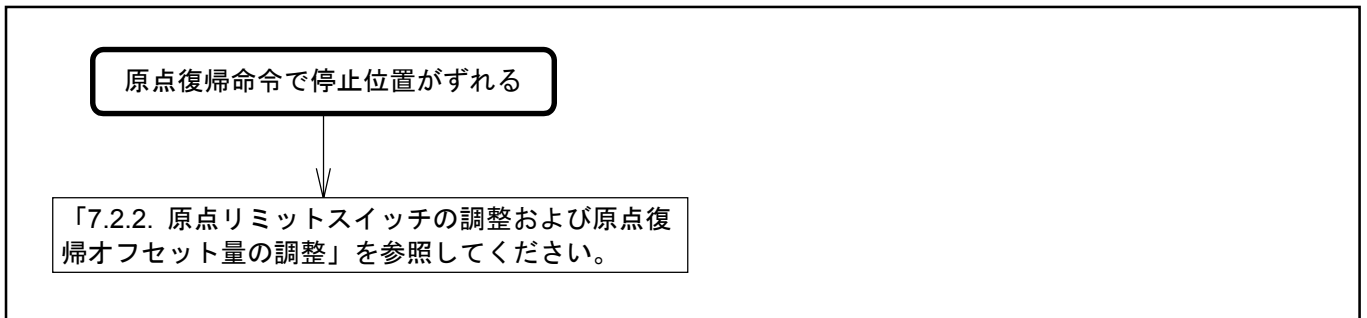 原点復帰命令で停止位置がずれる
「7.2.2. 原点リミットスイッチの調整および原点復
帰オフセット量の調整」を参照してください。